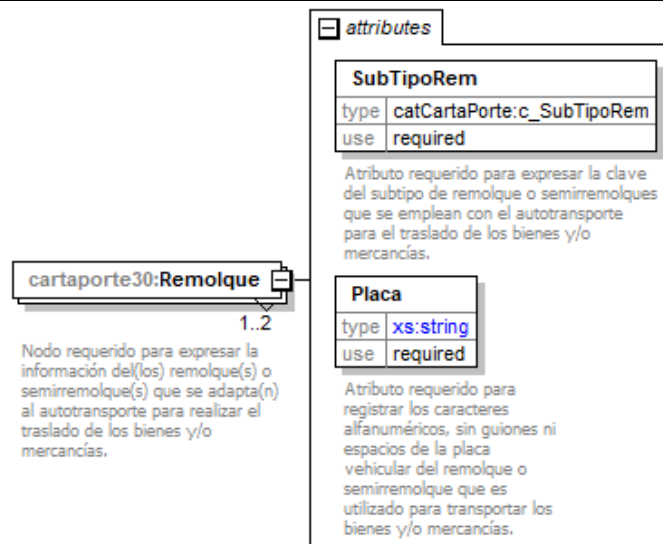 attributes
SubTipoRem
type catCartaPorte:c_SubTipoRem
use required
Atributo requerido para expresar la clave
del subtipo de remolque o semirremolques
que se emplean con el autotransporte
para el traslado de los bienes y/o
mercancías.
cartaporte30:Remolque
1..2
Nodo requerido para expresar la
información del(los) remolque(s) o
semirremolque(s) que se adapta(n)
al autotransporte para realizar el
traslado de los bienes y/o
mercancías.
Placa
type xs:string
use required
Atributo requerido para
registrar los caracteres
alfanuméricos, sin guiones ni
espacios de la placa
vehicular del remolque o
semirremolque que es
utilizado para transportar los
bienes y/o mercancías.